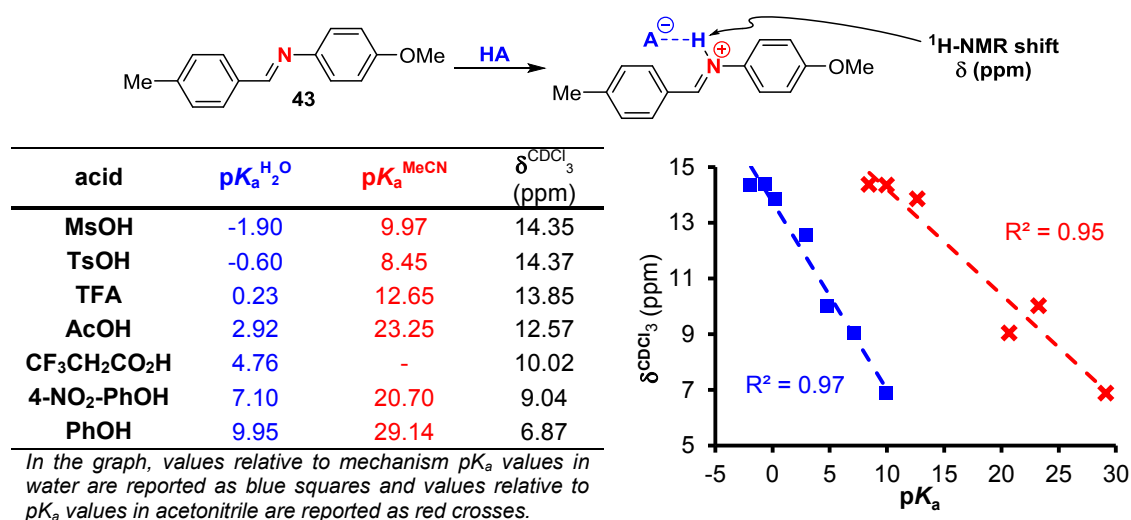 HA
A⊖---H
¹H-NMR shift
δ (ppm)
N
OMe
N⊕
OMe
Me
43
Me
acid pKₐᴴ²ᴼ pKₐᴹᵉᶜᴺ δᶜᴰᶜˡ³ (ppm)
MsOH -1.90 9.97 14.35
TsOH -0.60 8.45 14.37
TFA 0.23 12.65 13.85
AcOH 2.92 23.25 12.57
CF₃CH₂CO₂H 4.76 - 10.02
4-NO₂-PhOH 7.10 20.70 9.04
PhOH 9.95 29.14 6.87
In the graph, values relative to mechanism pKₐ values in
water are reported as blue squares and values relative to
pKₐ values in acetonitrile are reported as red crosses.
δᶜᴰᶜˡ³ (ppm)
15
13
11
9
7
5
R² = 0.95
R² = 0.97
-5 0 5 10 15 20 25 30
pKₐ